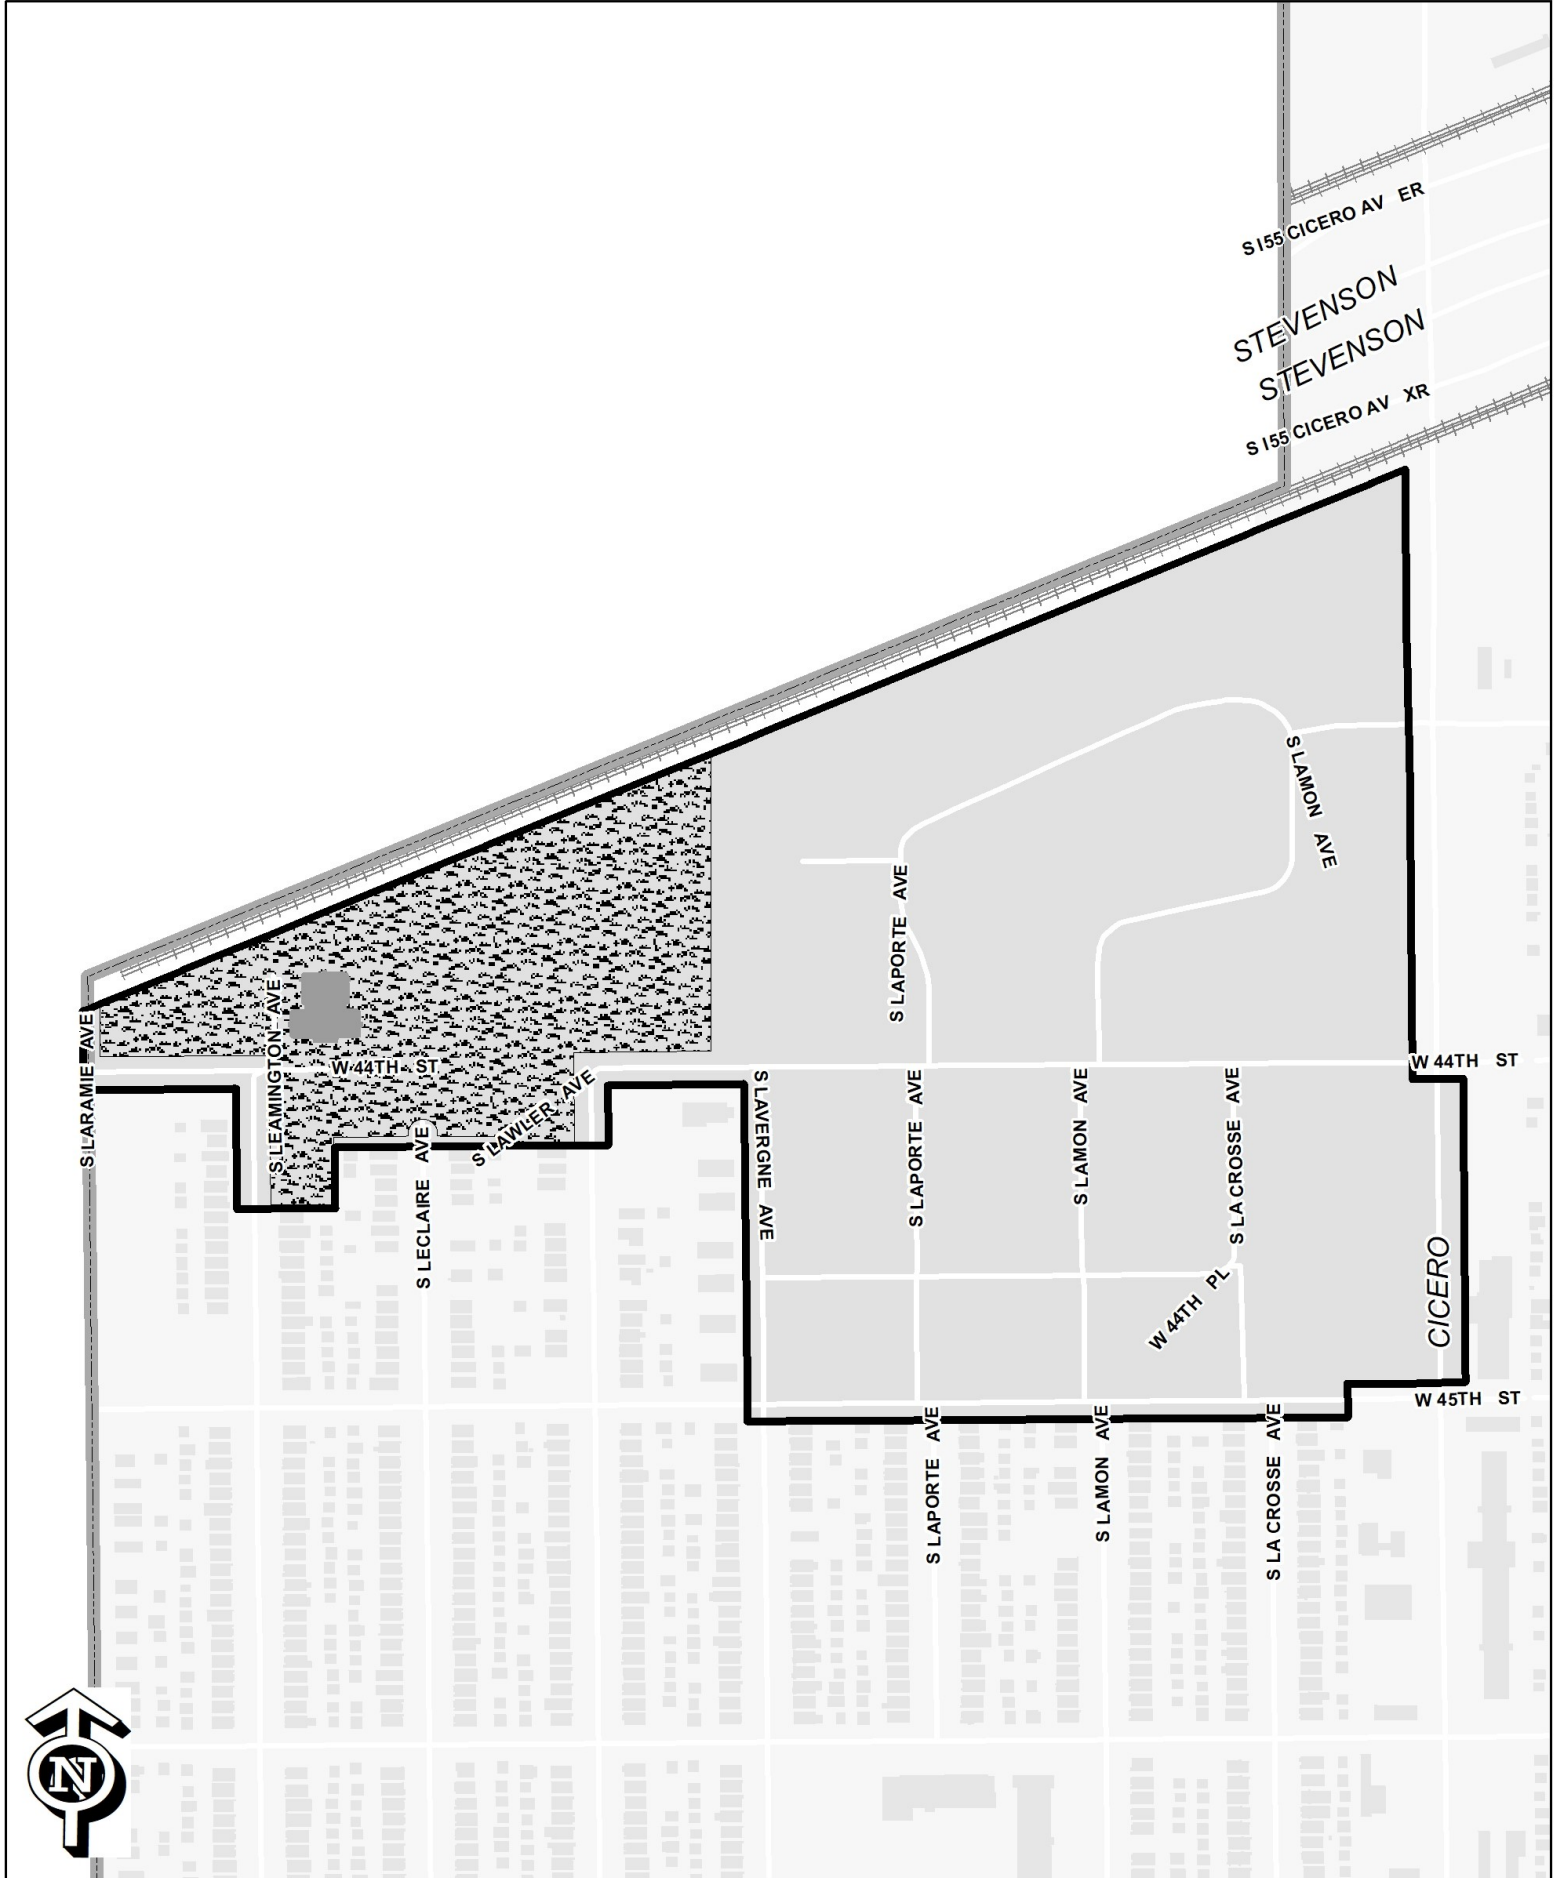 S I55 CICERO AV ER
STEVENSON
STEVENSON
S I55 CICERO AV XR
S LAMON AVE
S LAPORTE AVE
S LEAMINGTON AVE
S LARAMIE AVE
W 44TH ST
W 44TH ST
S LAWLER AVE
S LECLAIRE AVE
S LAVERGNE AVE
S LAPORTE AVE
S LAMON AVE
S LA CROSSE AVE
W 44TH PL
CICERO
W 45TH ST
S LAPORTE AVE
S LAMON AVE
S LA CROSSE AVE
N